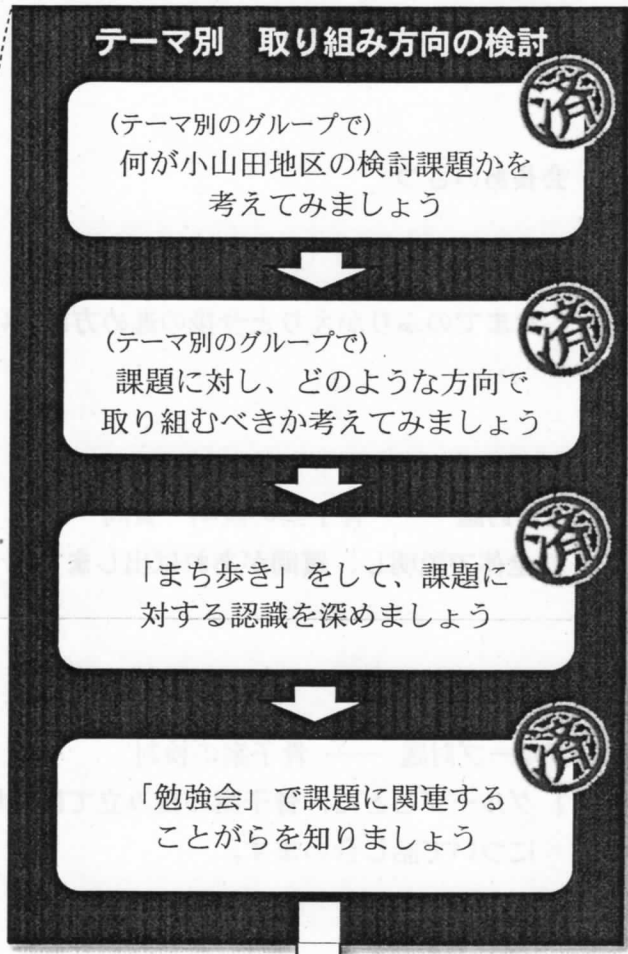 テーマ別 取り組み方向の検討
済
(テーマ別のグループで)
何が小山田地区の検討課題かを
考えてみましょう
済
(テーマ別のグループで)
課題に対し、どのような方向で
取り組むべきか考えてみましょう
済
「まち歩き」をして、課題に
対する認識を深めましょう
済
「勉強会」で課題に関連する
ことがらを知りましょう